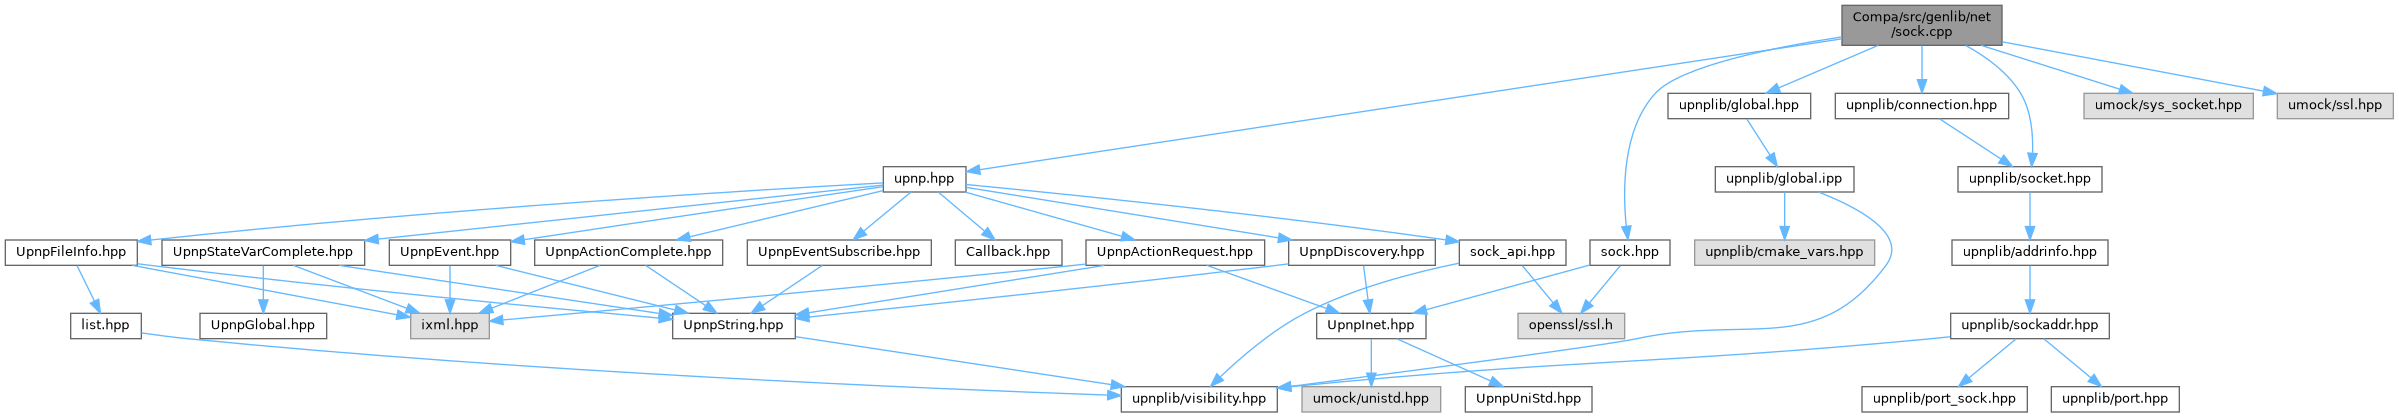 Compa/src/genlib/net
/sock.cpp
upnplib/global.hpp
upnplib/connection.hpp
umock/sys_socket.hpp
umock/ssl.hpp
upnp.hpp
upnplib/global.ipp
upnplib/socket.hpp
UpnpFileInfo.hpp
UpnpStateVarComplete.hpp
UpnpEvent.hpp
UpnpActionComplete.hpp
UpnpEventSubscribe.hpp
Callback.hpp
UpnpActionRequest.hpp
UpnpDiscovery.hpp
sock_api.hpp
sock.hpp
upnplib/cmake_vars.hpp
upnplib/addrinfo.hpp
list.hpp
UpnpGlobal.hpp
ixml.hpp
UpnpString.hpp
UpnpInet.hpp
openssl/ssl.h
upnplib/sockaddr.hpp
upnplib/visibility.hpp
umock/unistd.hpp
UpnpUniStd.hpp
upnplib/port_sock.hpp
upnplib/port.hpp